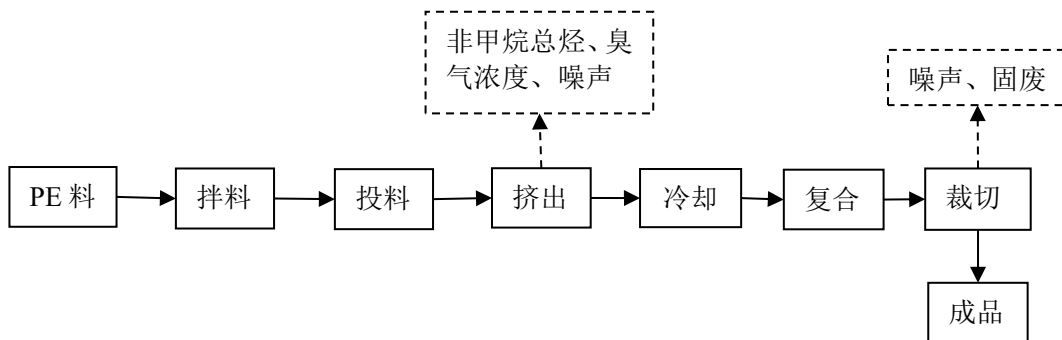 非甲烷总烃、臭
气浓度、噪声
噪声、固废
PE 料
拌料
投料
挤出
冷却
复合
裁切
成品